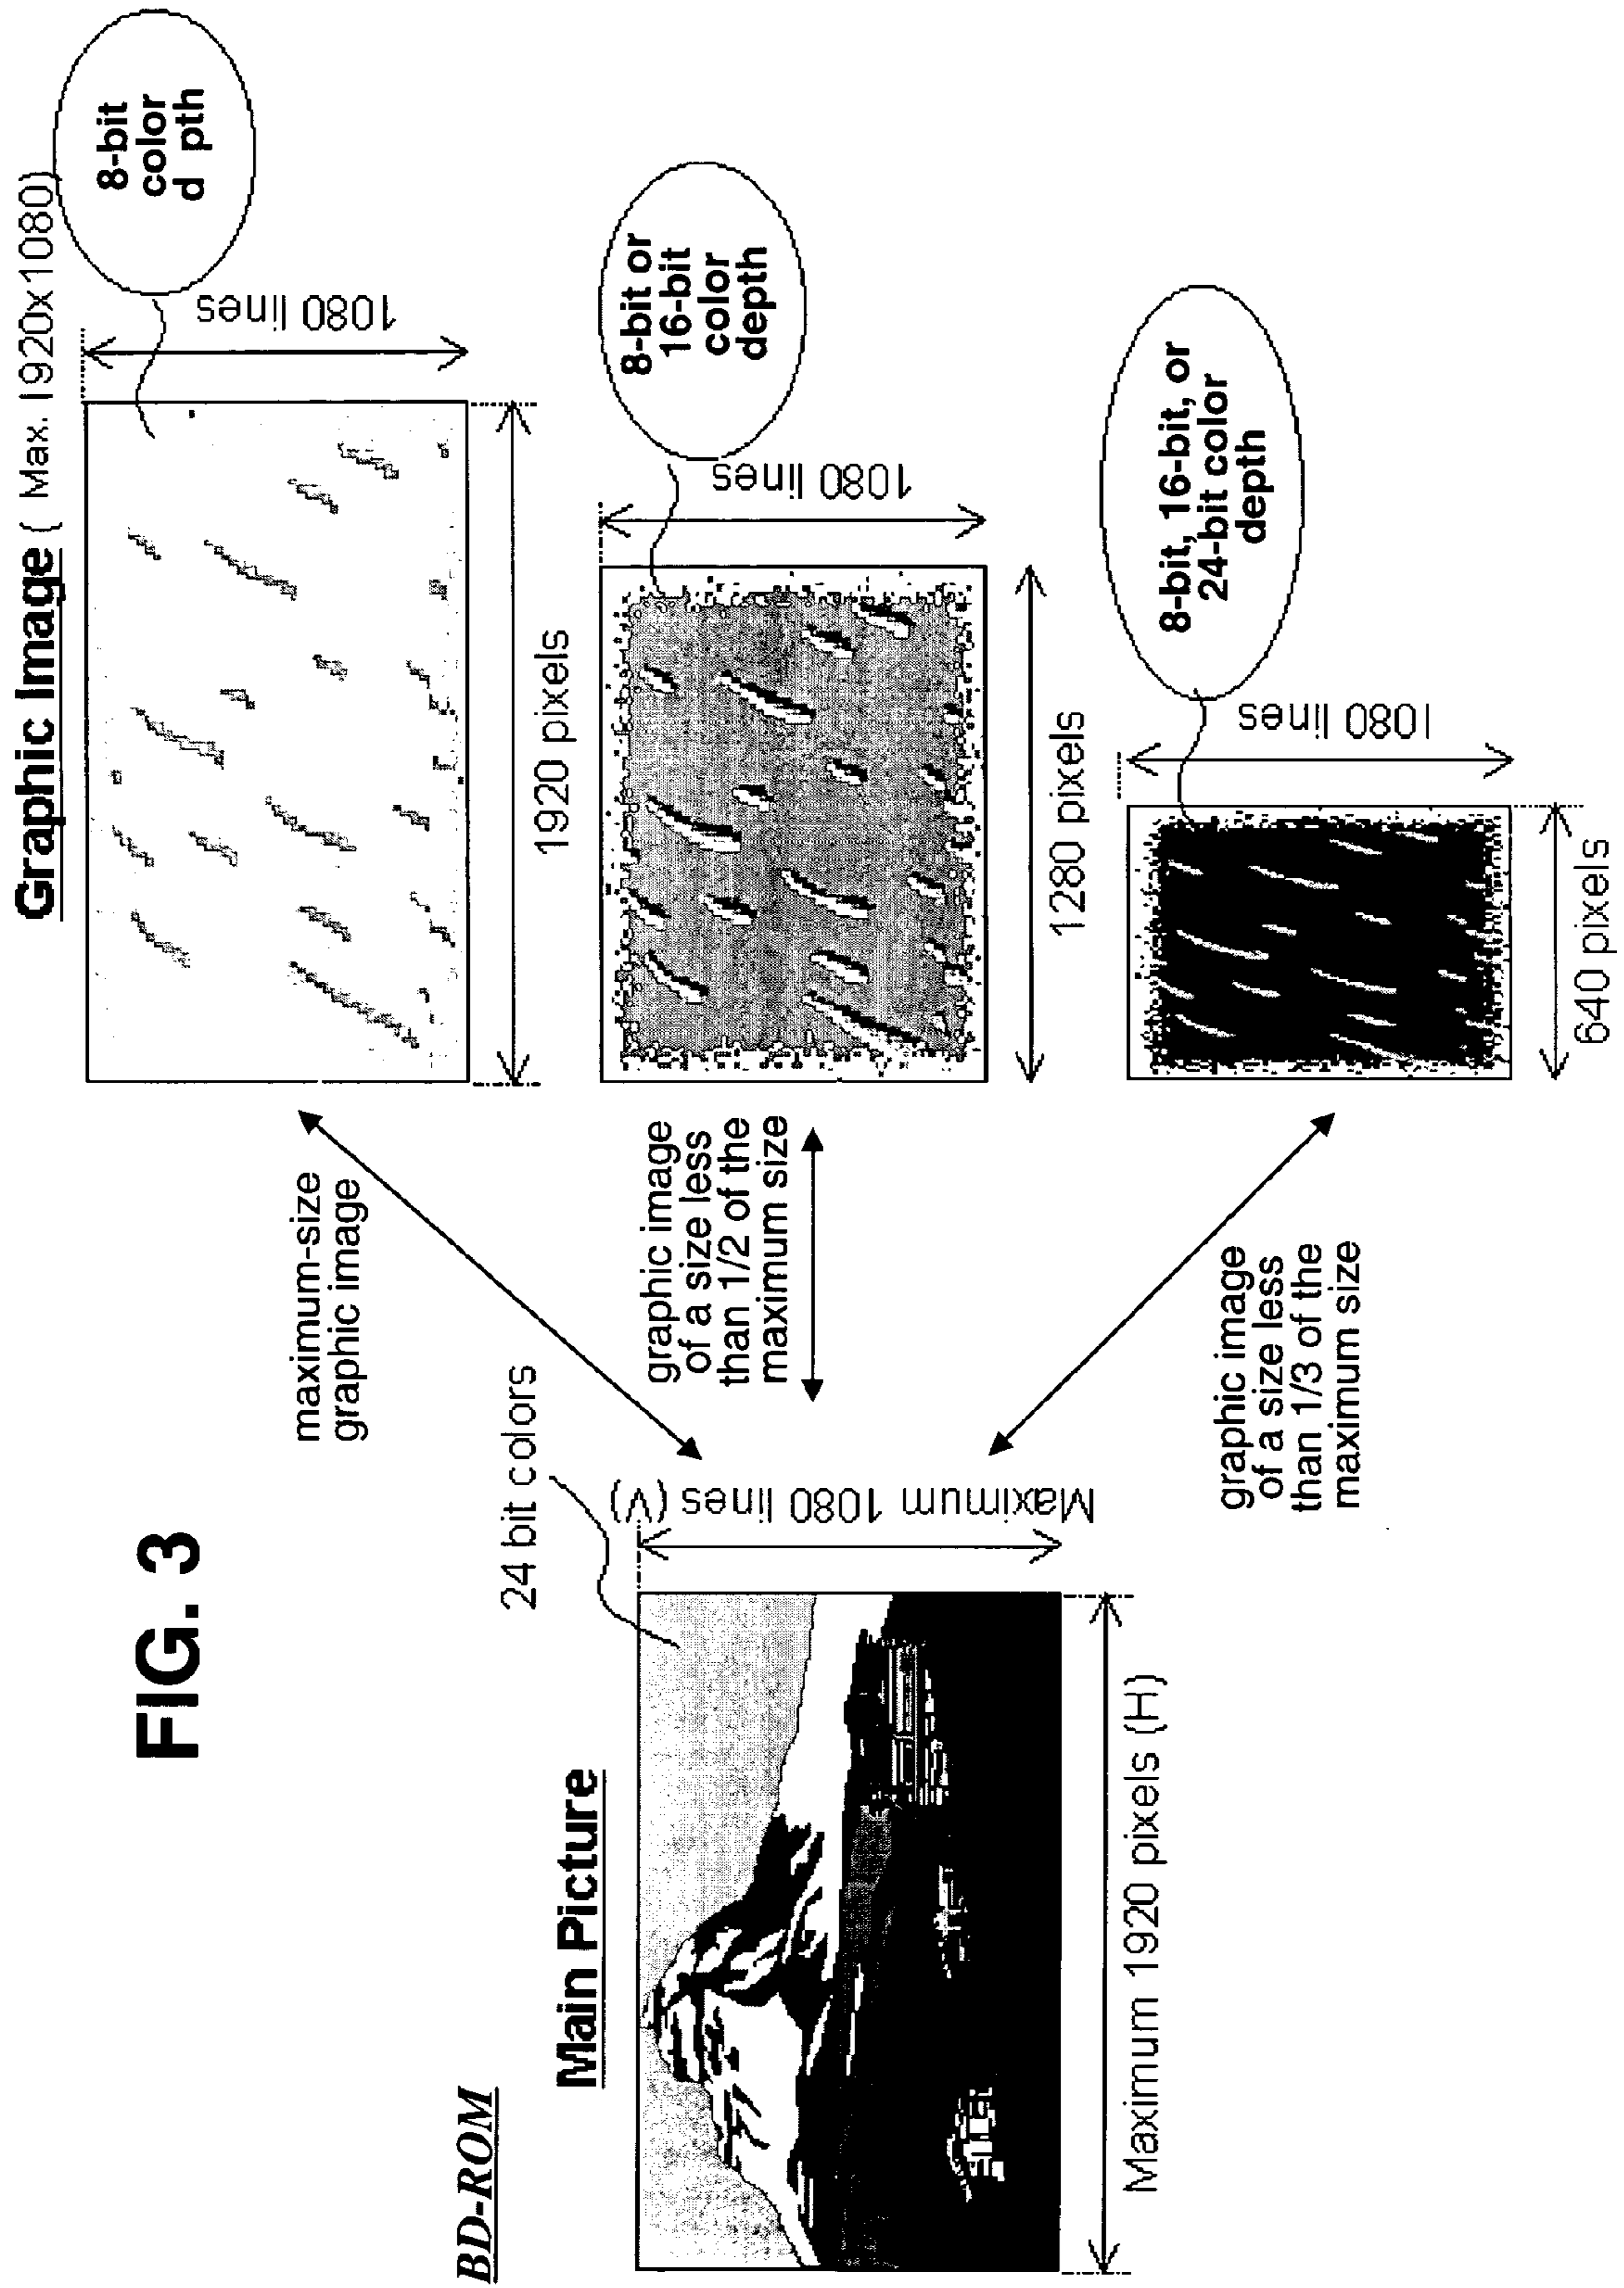 FIG. 3
BD-ROM
Main Picture
24 bit colors
Maximum 1080 lines (V)
Maximum 1920 pixels (H)
maximum-size
graphic image
graphic image
of a size less
than 1/2 of the
maximum size
graphic image
of a size less
than 1/3 of the
maximum size
Graphic Image ( Max. 1920x1080)
8-bit
color
d pth
1080 lines
1920 pixels
8-bit or
16-bit
color
depth
1080 lines
1280 pixels
8-bit, 16-bit, or
24-bit color
depth
1080 lines
640 pixels